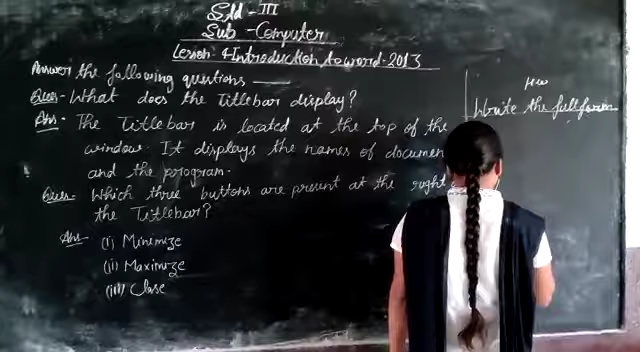 Std - III
Sub - Computer
Lesson - 4 Introduction to word - 2013
Answer the following questions
Ques - What does the Titlebar display?
Ans - The Titlebar is located at the top of the
window. It displays the names of documen
and the program.
Ques - Which three buttons are present at the right
the Titlebar?
Ans - (i) Minimize
(ii) Maximize
(iii) Close
H.W
Write the full form